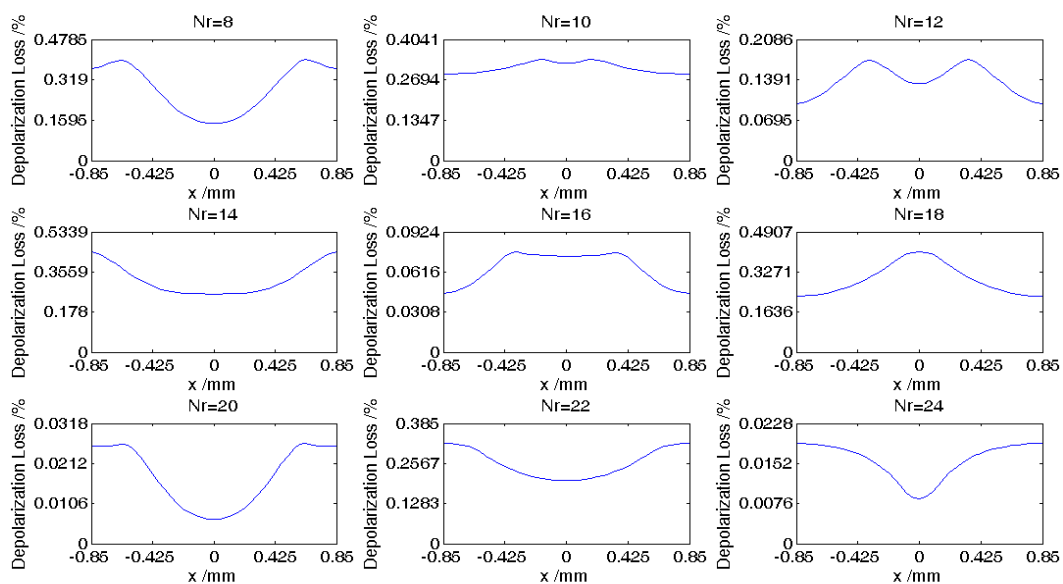 Nr=8
Depolarization Loss /%
0.4785
0.319
0.1595
0
-0.85 -0.425 0 0.425 0.85
x /mm
Nr=10
Depolarization Loss /%
0.4041
0.2694
0.1347
0
-0.85 -0.425 0 0.425 0.85
x /mm
Nr=12
Depolarization Loss /%
0.2086
0.1391
0.0695
0
-0.85 -0.425 0 0.425 0.85
x /mm
Nr=14
Depolarization Loss /%
0.5339
0.3559
0.178
0
-0.85 -0.425 0 0.425 0.85
x /mm
Nr=16
Depolarization Loss /%
0.0924
0.0616
0.0308
0
-0.85 -0.425 0 0.425 0.85
x /mm
Nr=18
Depolarization Loss /%
0.4907
0.3271
0.1636
0
-0.85 -0.425 0 0.425 0.85
x /mm
Nr=20
Depolarization Loss /%
0.0318
0.0212
0.0106
0
-0.85 -0.425 0 0.425 0.85
x /mm
Nr=22
Depolarization Loss /%
0.385
0.2567
0.1283
0
-0.85 -0.425 0 0.425 0.85
x /mm
Nr=24
Depolarization Loss /%
0.0228
0.0152
0.0076
0
-0.85 -0.425 0 0.425 0.85
x /mm